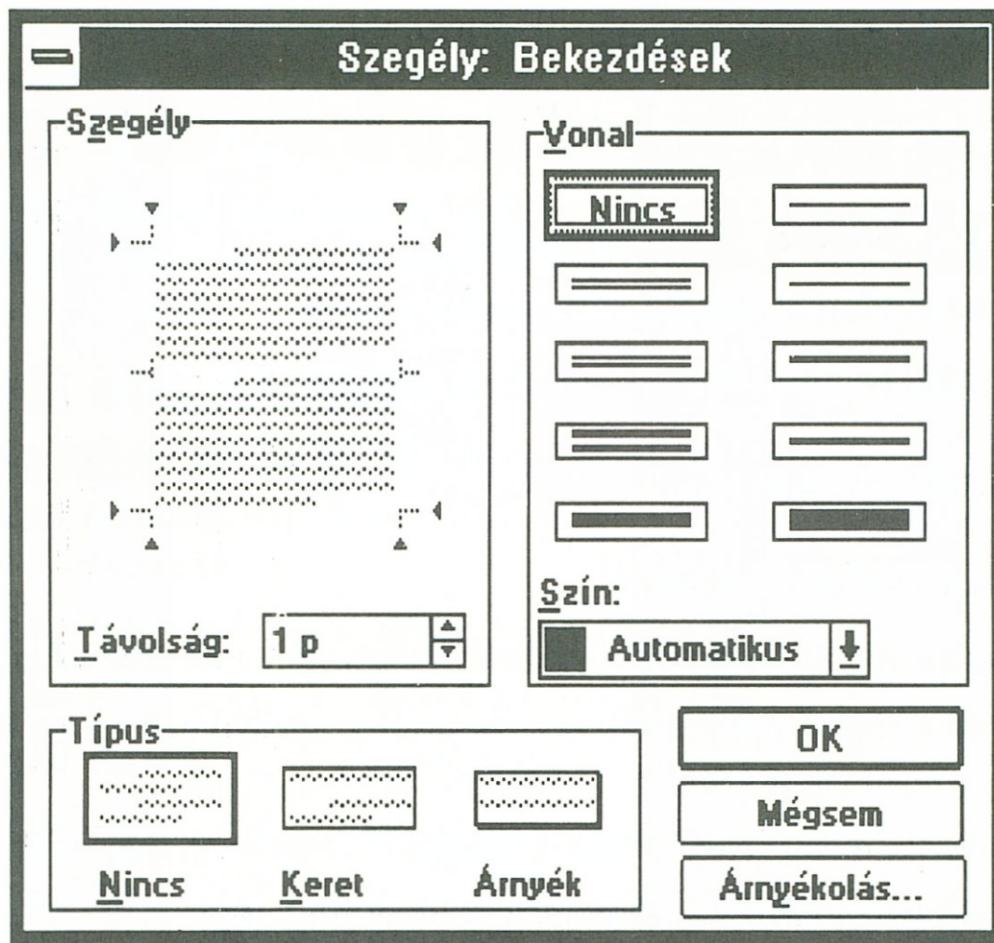 Szegély: Bekezdések
Szegély
Távolság: 1 p
Vonal
Nincs
Szín:
Automatikus
Típus
Nincs Keret Árnyék
OK
Mégsem
Árnyékolás...